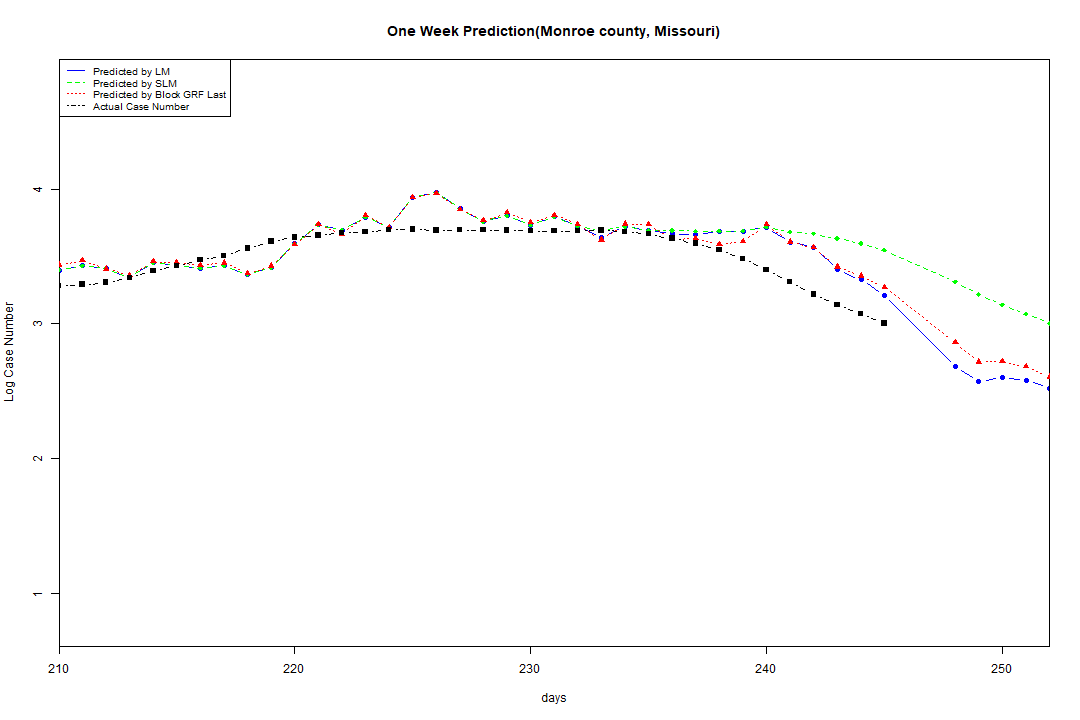 One Week Prediction(Monroe county, Missouri)
Predicted by LM
Predicted by SLM
Predicted by Block GRF Last
Actual Case Number
4
3
2
1
Log Case Number
210 220 230 240 250
days